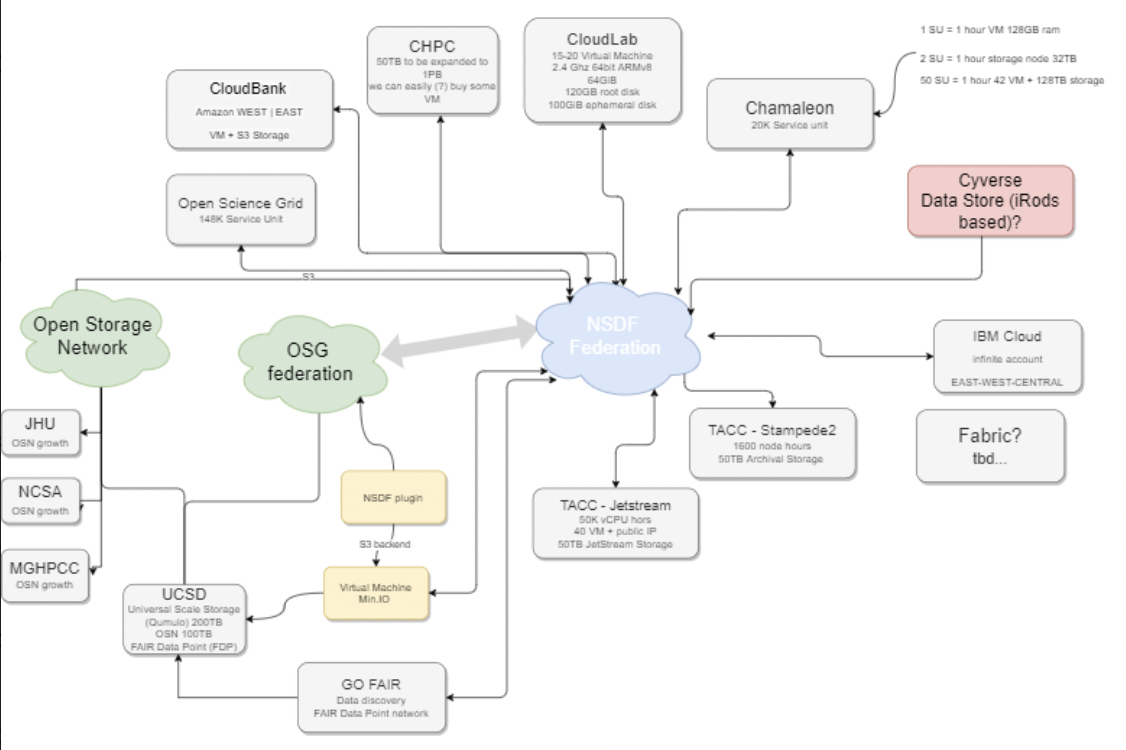 CHPC
50TB to be expanded to
1PB
we can easily (?) buy some
VM
CloudLab
15-20 Virtual Machine
2.4 Ghz 64bit ARMv8
64GiB
120GB root disk
100GiB ephemeral disk
1 SU = 1 hour VM 128GB ram
2 SU = 1 hour storage node 32TB
50 SU = 1 hour 42 VM + 128TB storage
CloudBank
Amazon WEST | EAST
VM + S3 Storage
Chamaleon
20K Service unit
Open Science Grid
148K Service Unit
Cyverse
Data Store (iRods
based)?
S3
Open Storage
Network
OSG
federation
NSDF
Federation
IBM Cloud
infinite account
EAST-WEST-CENTRAL
JHU
OSN growth
TACC - Stampede2
1600 node hours
50TB Archival Storage
Fabric?
tbd...
NCSA
OSN growth
NSDF plugin
TACC - Jetstream
50K vCPU hors
40 VM + public IP
50TB JetStream Storage
S3 backend
MGHPCC
OSN growth
Virtual Machine
Min.IO
UCSD
Universal Scale Storage
(Qumulo) 200TB
OSN 100TB
FAIR Data Point (FDP)
GO FAIR
Data discovery
FAIR Data Point network